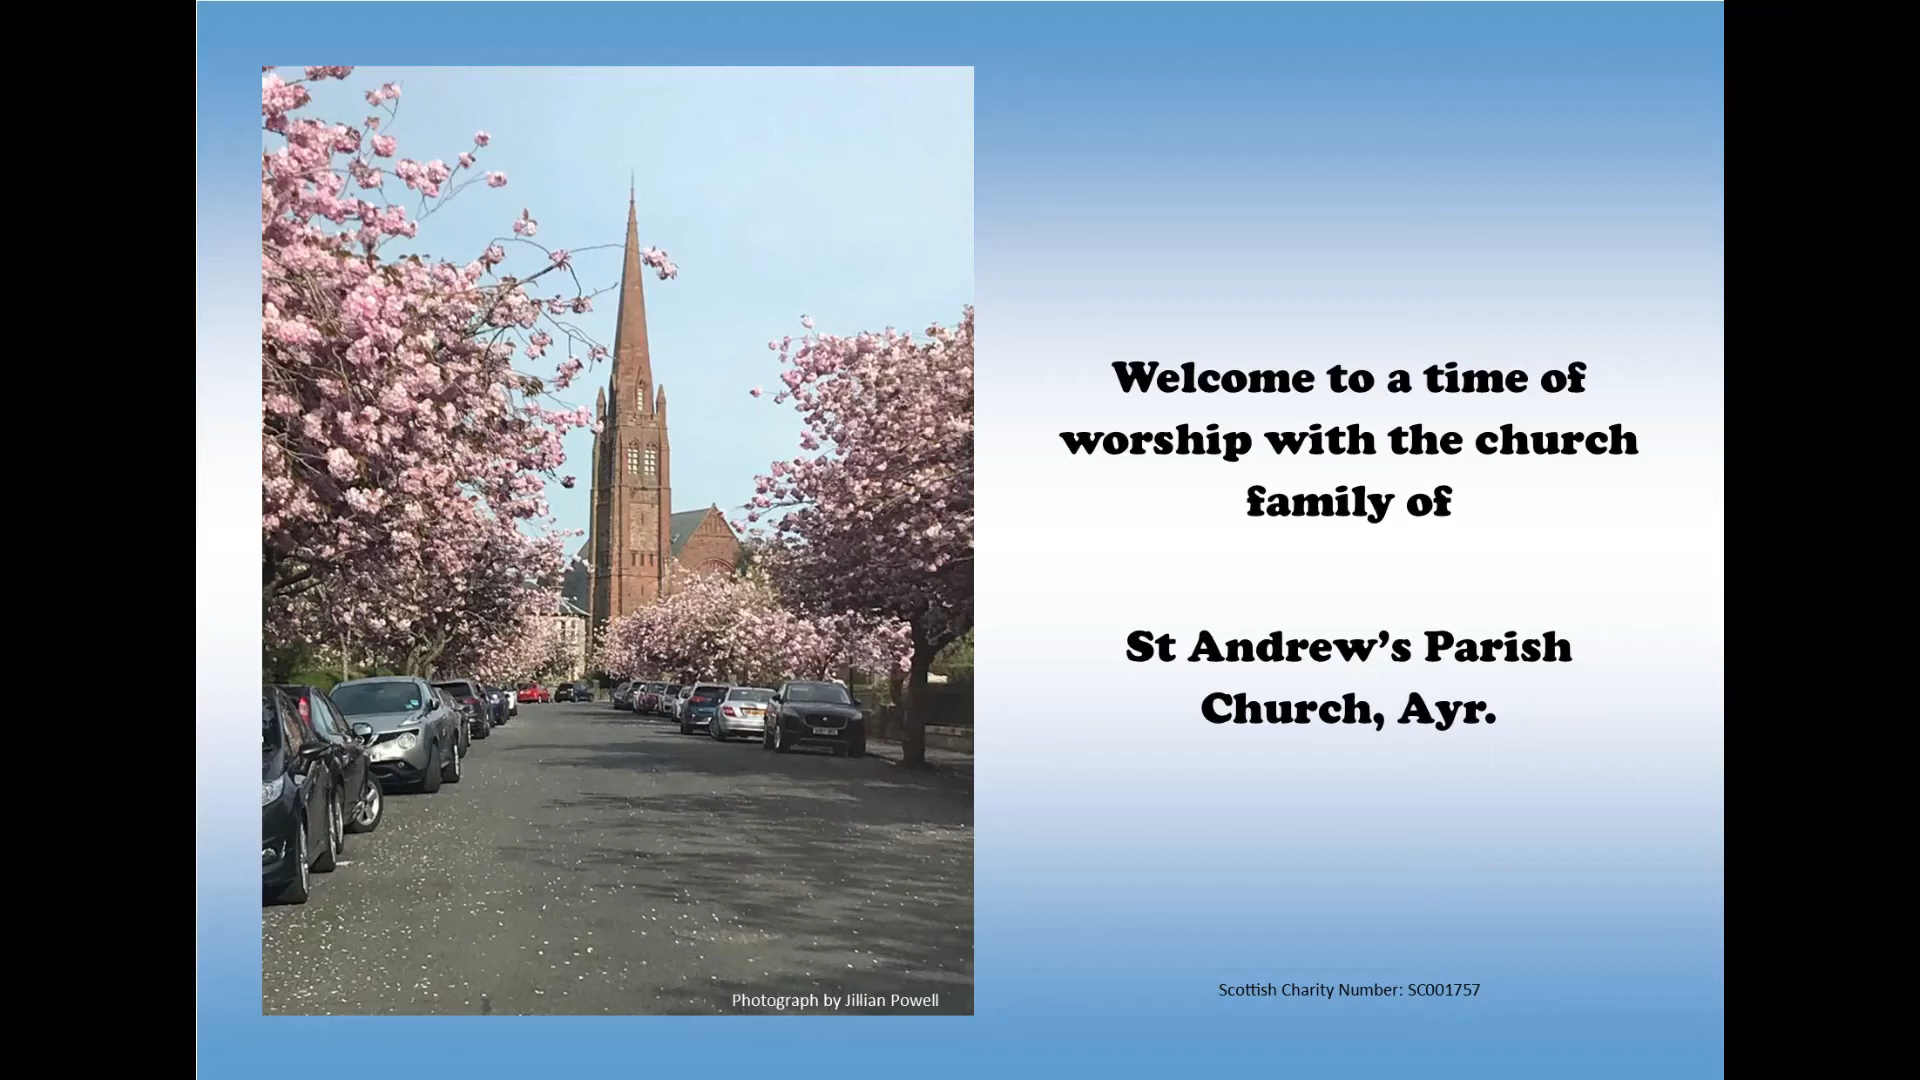 Welcome to a time of
worship with the church
family of
St Andrew’s Parish
Church, Ayr.
Photograph by Jillian Powell
Scottish Charity Number: SC001757